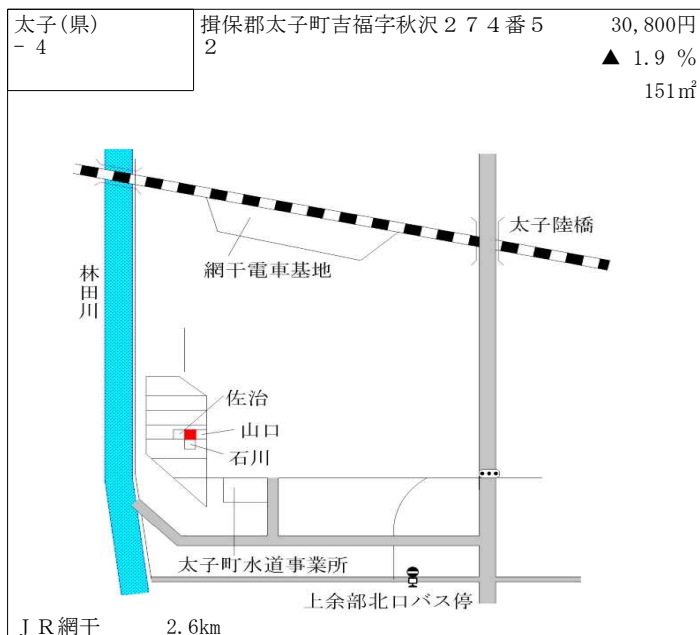 太子(県)
- 4
揖保郡太子町吉福字秋沢２７４番５
２
30,800円
▲ 1.9 %
151㎡
太子陸橋
網干電車基地
林田川
佐治
山口
石川
太子町水道事業所
上余部北口バス停
ＪＲ網干 2.6km